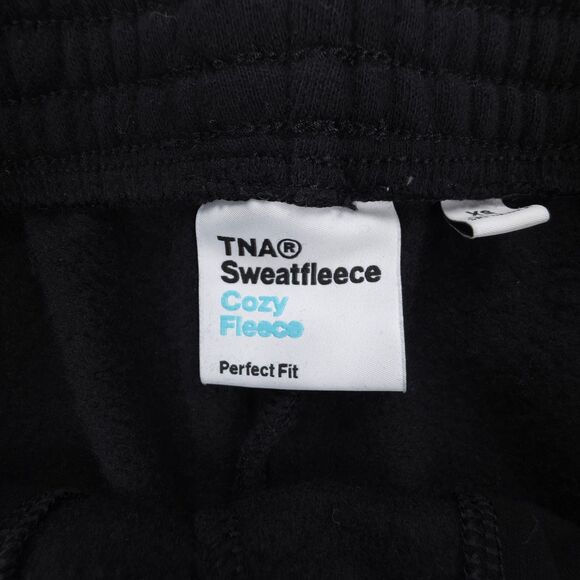 TNA®
Sweatfleece
Cozy
Fleece
Perfect Fit
XS